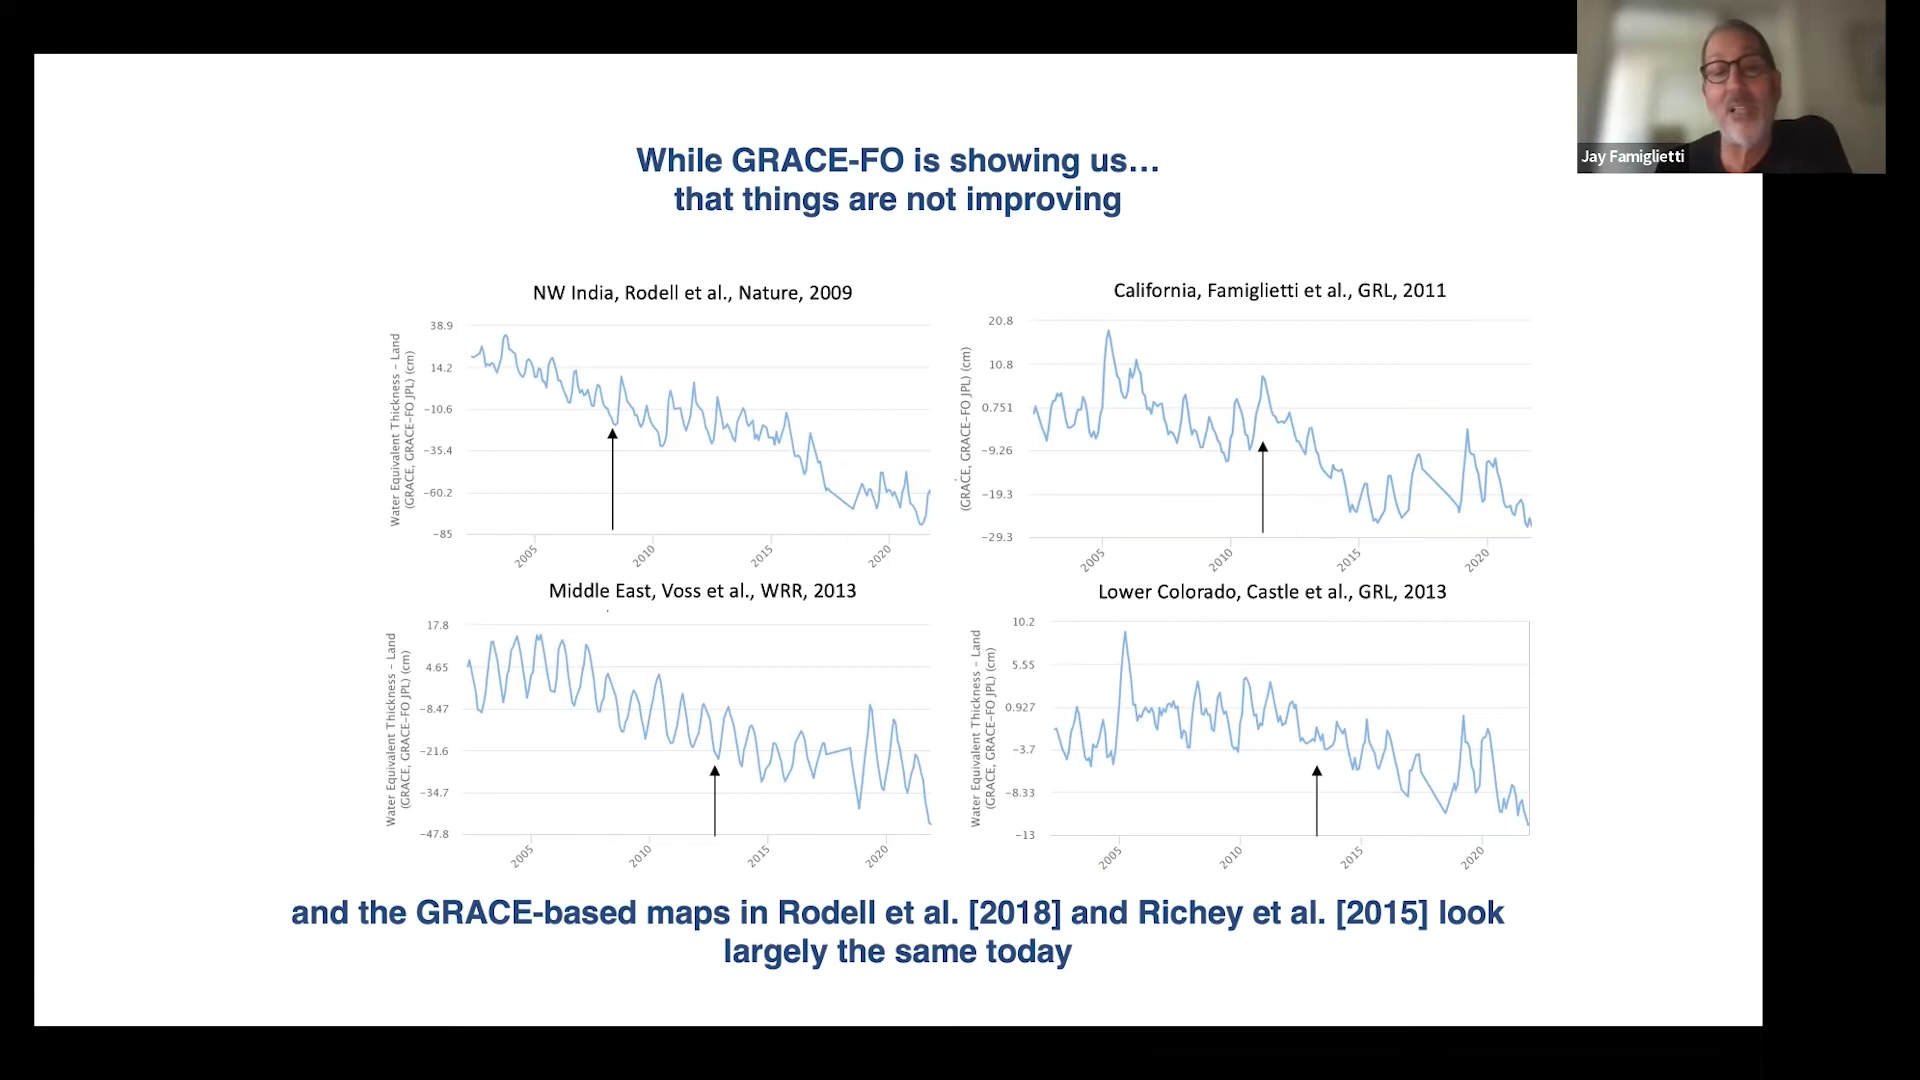 Jay Famiglietti
While GRACE-FO is showing us…
that things are not improving
NW India, Rodell et al., Nature, 2009
Water Equivalent Thickness – Land
(GRACE, GRACE-FO JPL) (cm)
38.9
14.2
−10.6
−35.4
−60.2
−85
2005
2010
2015
2020
California, Famiglietti et al., GRL, 2011
(GRACE, GRACE-FO JPL) (cm)
20.8
10.8
0.751
−9.26
−19.3
−29.3
2005
2010
2015
2020
Middle East, Voss et al., WRR, 2013
Water Equivalent Thickness – Land
(GRACE, GRACE-FO JPL) (cm)
17.8
4.65
−8.47
−21.6
−34.7
−47.8
2005
2010
2015
2020
Lower Colorado, Castle et al., GRL, 2013
Water Equivalent Thickness – Land
(GRACE, GRACE-FO JPL) (cm)
10.2
5.55
0.927
−3.7
−8.33
−13
2005
2010
2015
2020
and the GRACE-based maps in Rodell et al. [2018] and Richey et al. [2015] look
largely the same today